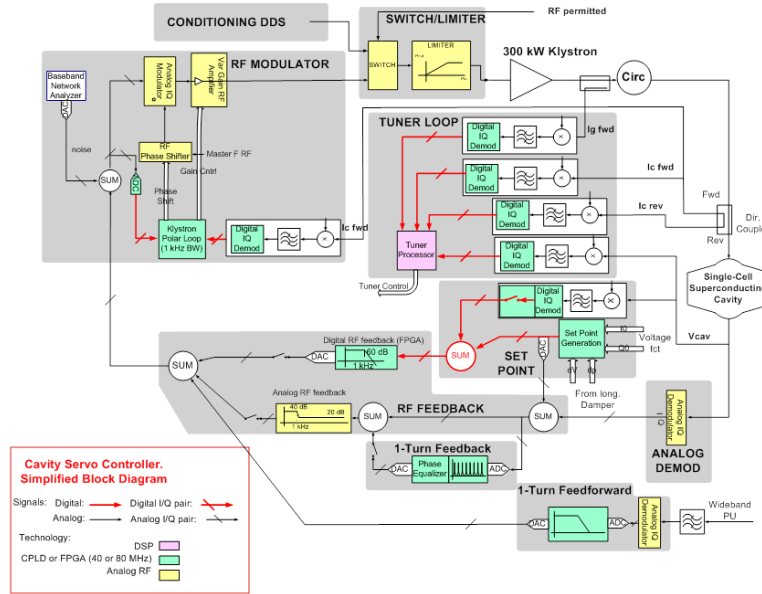 CONDITIONING DDS
SWITCH/LIMITER
RF permitted
LIMITER
SWITCH
300 kW Klystron
Circ
RF MODULATOR
Baseband
Network
Analyzer
DAC
Analog IQ
Modulator
Var Gain RF
Amplifier
noise
SUM
RF
Phase Shifter
Master F RF
Gain Cntrl
ADC
Phase
Shift
Klystron
Polar Loop
(1 kHz BW)
Digital
IQ
Demod
x
Ic fwd
TUNER LOOP
Digital
IQ Demod
x
Ig fwd
Digital
IQ Demod
x
Ic fwd
Digital
IQ
Demod
x
Ic rev
Digital
IQ Demod
x
Tuner
Processor
Tuner Control
Fwd
Rev
Dir.
Couple
Single-Cell
Superconducting
Cavity
Digital
IQ
Demod
x
SUM
SET
POINT
Set Point
Generation
DAC
I0
Q0
Voltage
fct
Vcav
dV
dp
From long.
Damper
Digital RF feedback (FPGA)
DAC
60 dB
1 kHz
SUM
Analog RF feedback
40 dB
20 dB
1 kHz
SUM
RF FEEDBACK
SUM
1-Turn Feedback
DAC
Phase
Equalizer
ADC
I Q
Analog IQ
Demodulator
ANALOG
DEMOD
1-Turn Feedforward
DAC
ADC
Analog IQ
Demodulator
Wideband
PU
Cavity Servo Controller.
Simplified Block Diagram
Signals:
Digital:
Digital I/Q pair:
Analog:
Analog I/Q pair:
Technology:
DSP
CPLD or FPGA (40 or 80 MHz)
Analog RF